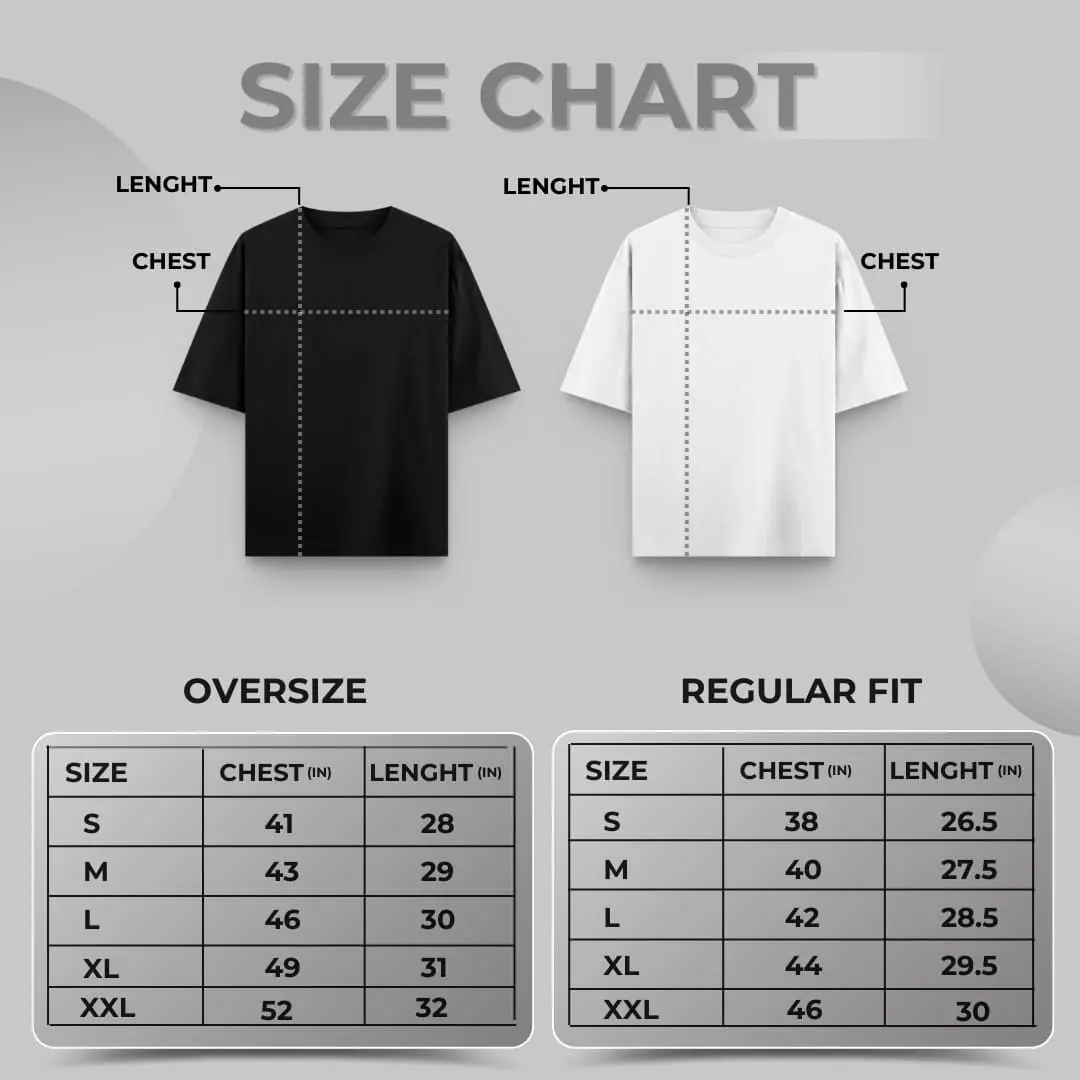 SIZE CHART
LENGHT
LENGHT
CHEST
CHEST
OVERSIZE
SIZE CHEST (IN) LENGHT (IN)
S 41 28
M 43 29
L 46 30
XL 49 31
XXL 52 32
REGULAR FIT
SIZE CHEST (IN) LENGHT (IN)
S 38 26.5
M 40 27.5
L 42 28.5
XL 44 29.5
XXL 46 30